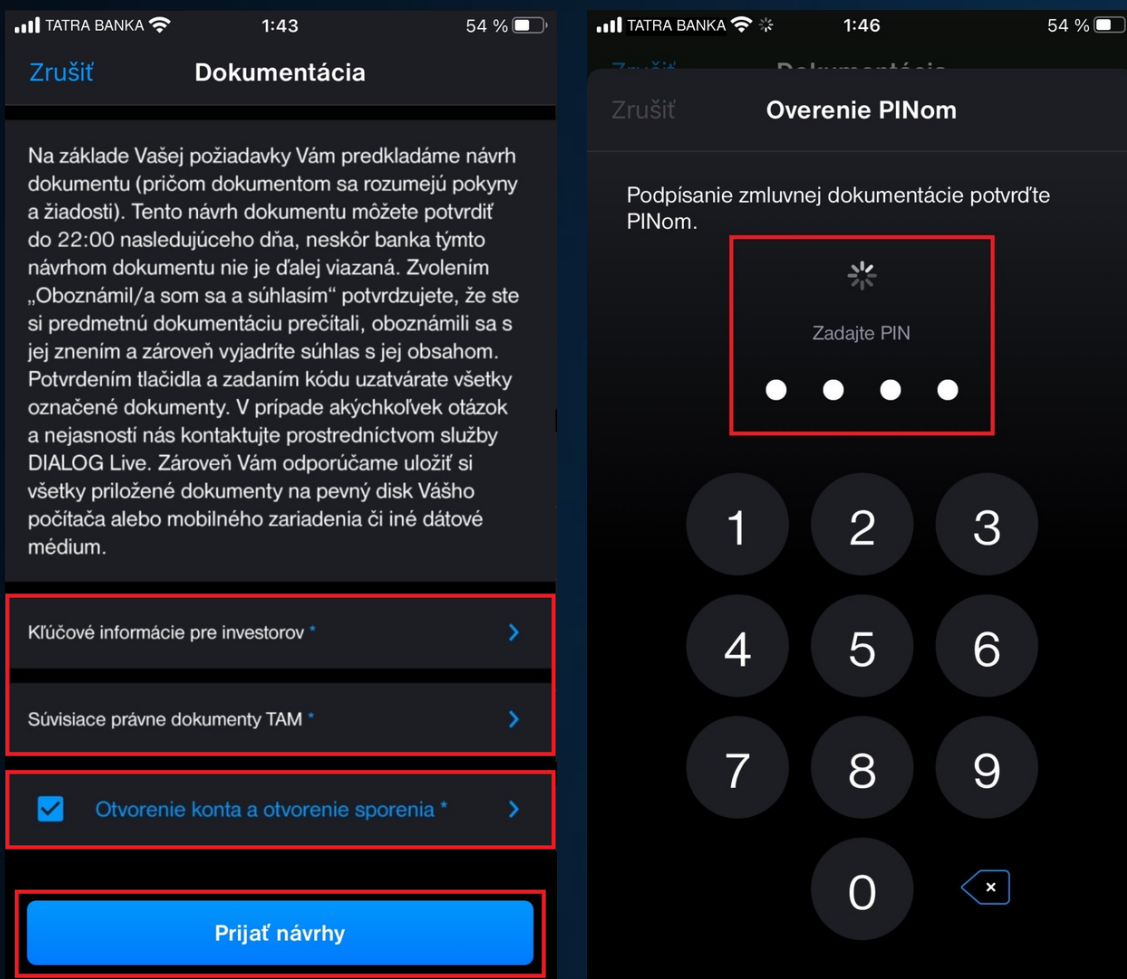 TATRA BANKA 1:43 54 %
Zrušiť Dokumentácia
Na základe Vašej požiadavky Vám predkladáme návrh
dokumentu (pričom dokumentom sa rozumejú pokyny
a žiadosti). Tento návrh dokumentu môžete potvrdiť
do 22:00 nasledujúceho dňa, neskôr banka týmto
návrhom dokumentu nie je ďalej viazaná. Zvolením
„Oboznámil/a som sa a súhlasím“ potvrdzujete, že ste
si predmetnú dokumentáciu prečítali, oboznámili sa s
jej znením a zároveň vyjadríte súhlas s jej obsahom.
Potvrdením tlačidla a zadaním kódu uzatvárate všetky
označené dokumenty. V prípade akýchkoľvek otázok
a nejasností nás kontaktujte prostredníctvom služby
DIALOG Live. Zároveň Vám odporúčame uložiť si
všetky priložené dokumenty na pevný disk Vášho
počítača alebo mobilného zariadenia či iné dátové
médium.
Kľúčové informácie pre investorov *
Súvisiace právne dokumenty TAM *
Otvorenie konta a otvorenie sporenia *
Prijať návrhy
TATRA BANKA 1:46 54 %
Zrušiť Dokumentácia
Zrušiť Overenie PINom
Podpísanie zmluvnej dokumentácie potvrďte
PINom.
Zadajte PIN
1 2 3
4 5 6
7 8 9
0